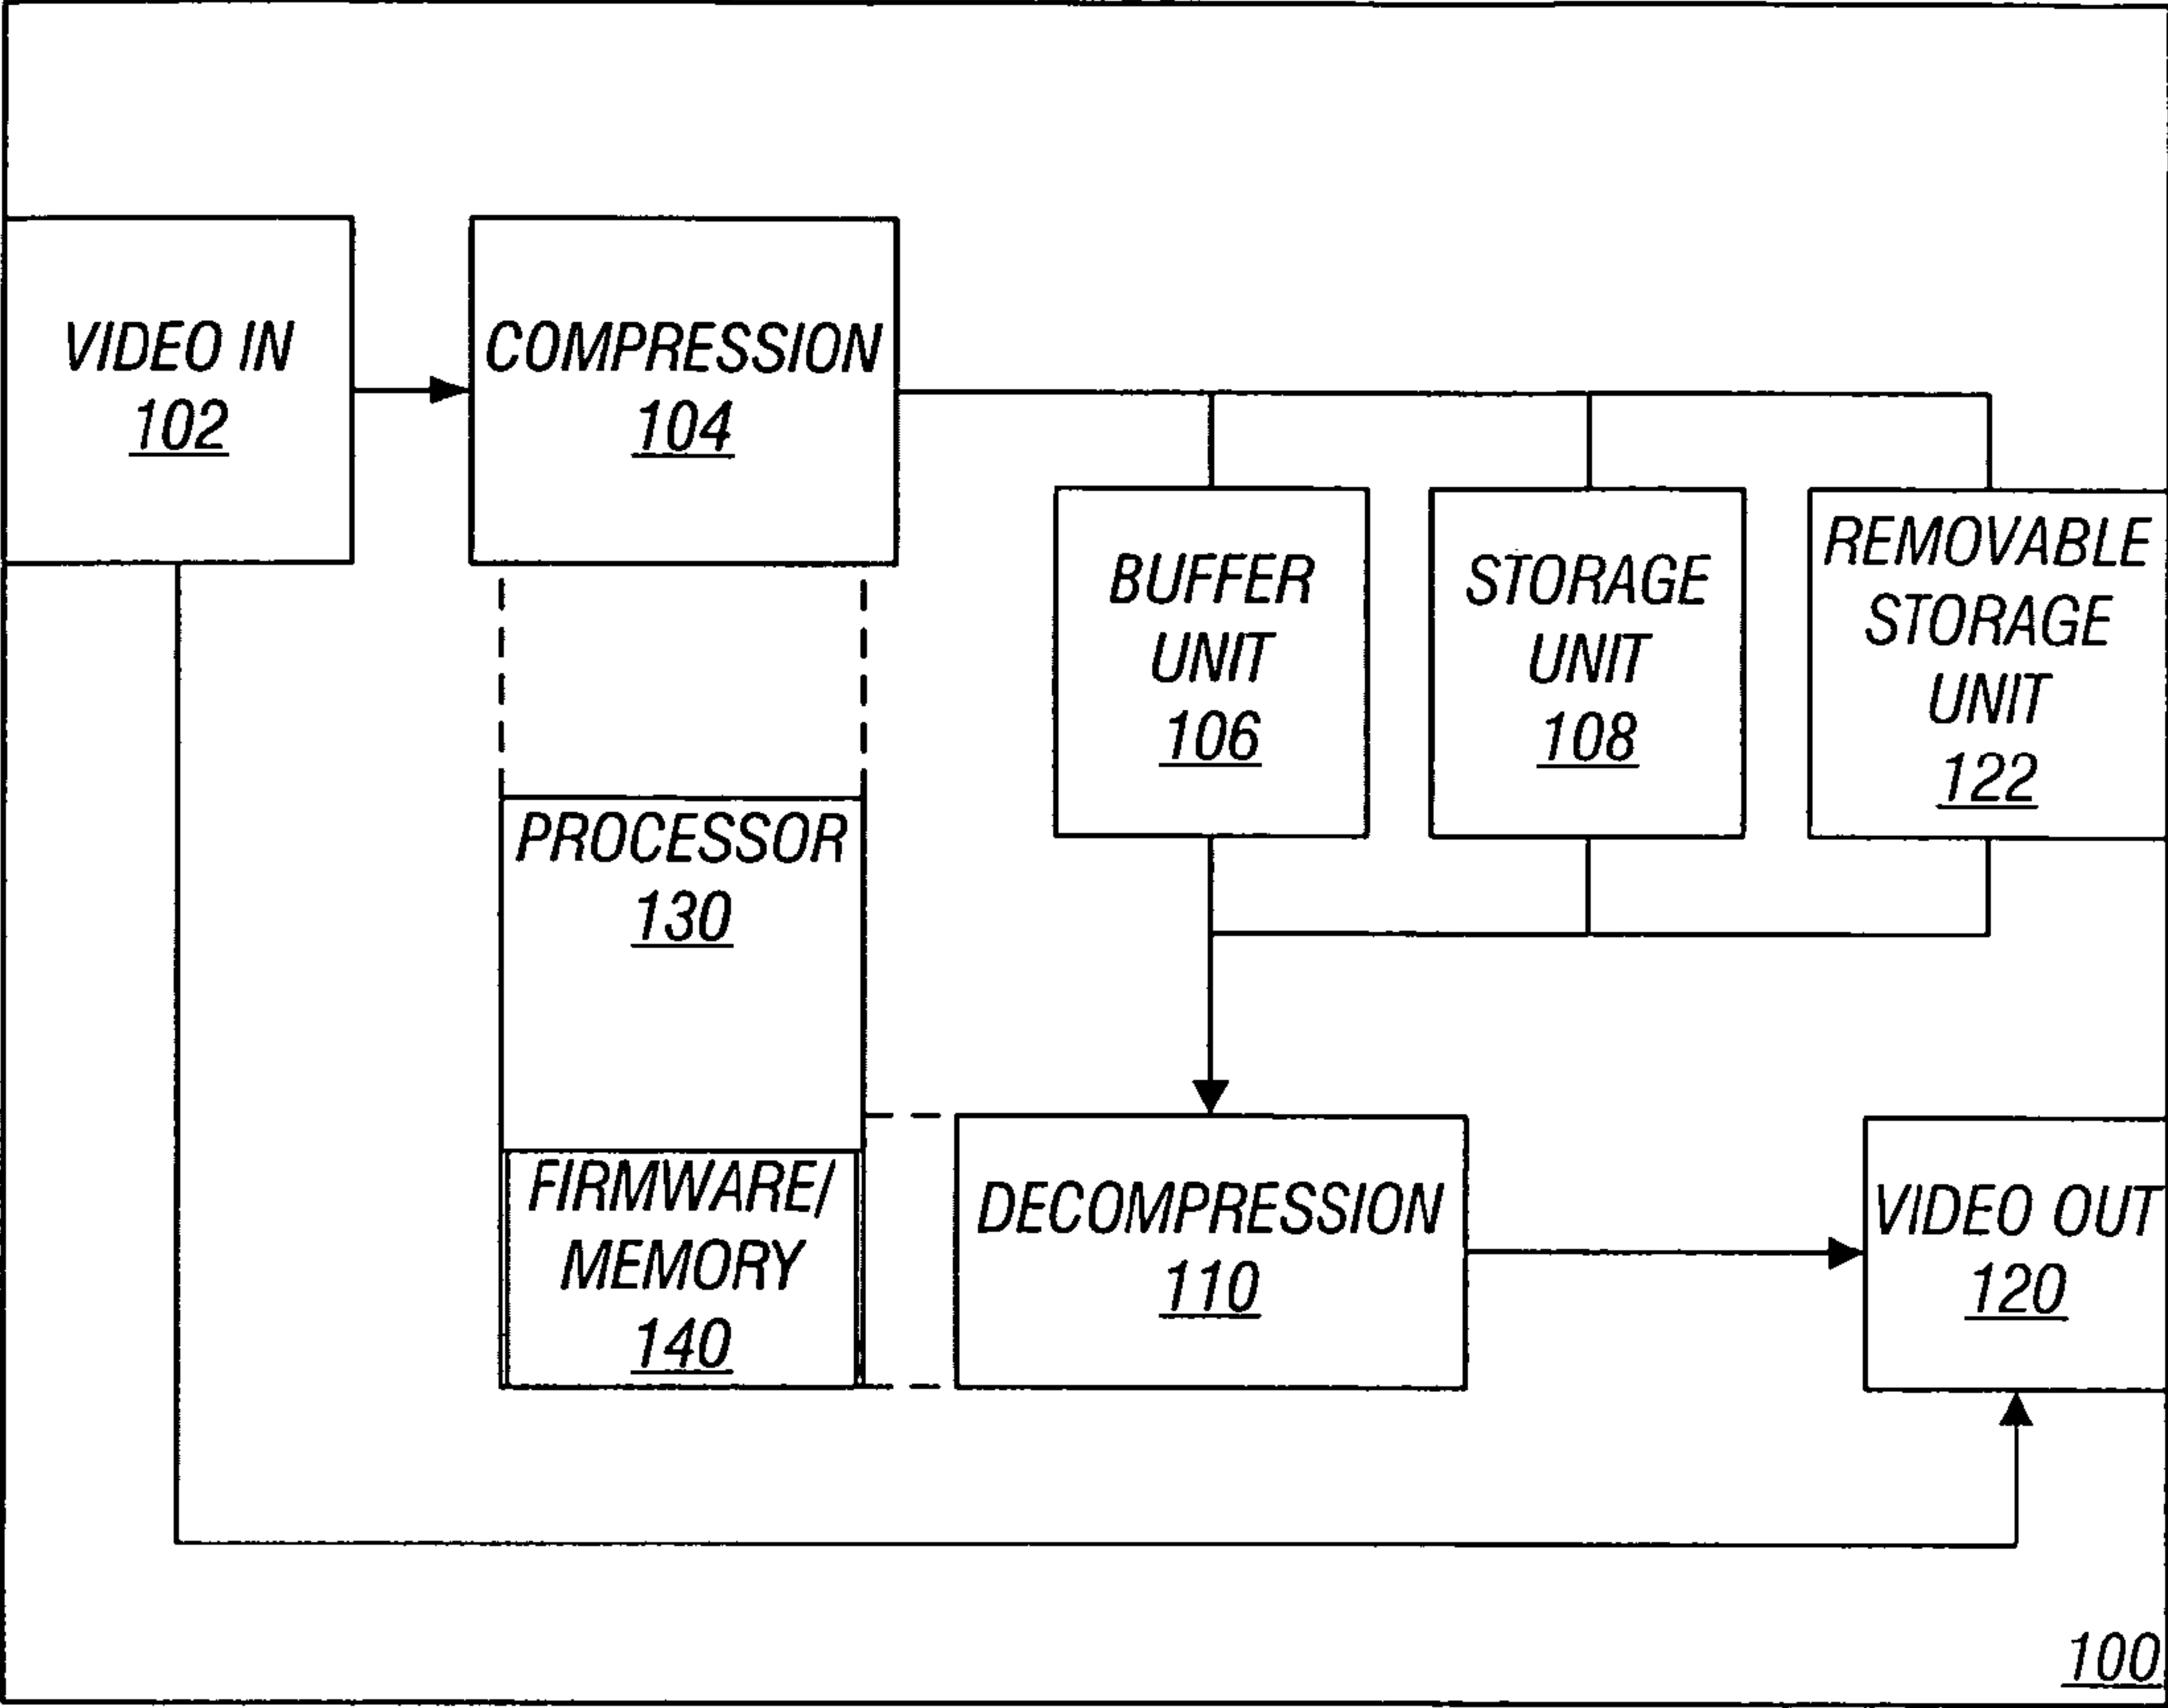 VIDEO IN
102
COMPRESSION
104
BUFFER
UNIT
106
STORAGE
UNIT
108
REMOVABLE
STORAGE
UNIT
122
PROCESSOR
130
FIRMWARE/
MEMORY
140
DECOMPRESSION
110
VIDEO OUT
120
100